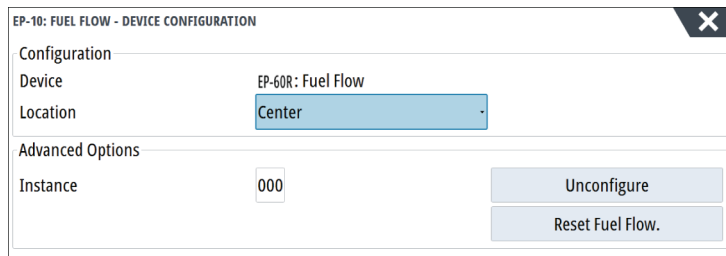 EP-10: FUEL FLOW - DEVICE CONFIGURATION
Configuration
Device EP-60R: Fuel Flow
Location Center
Advanced Options
Instance 000 Unconfigure
Reset Fuel Flow.